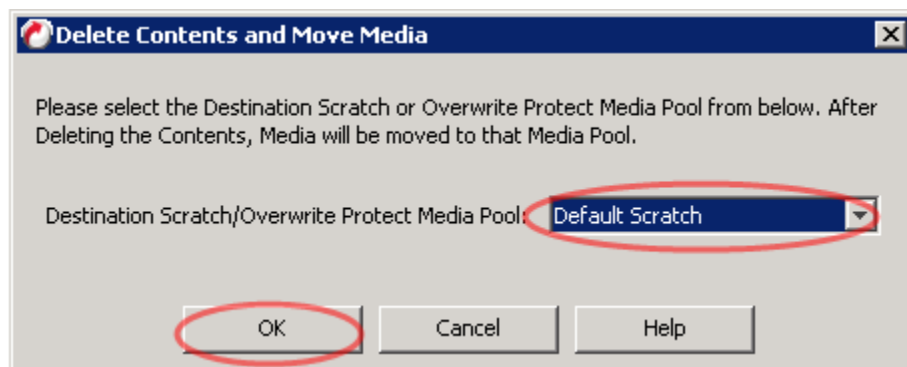 Delete Contents and Move Media
Please select the Destination Scratch or Overwrite Protect Media Pool from below. After
Deleting the Contents, Media will be moved to that Media Pool.
Destination Scratch/Overwrite Protect Media Pool: Default Scratch
OK Cancel Help